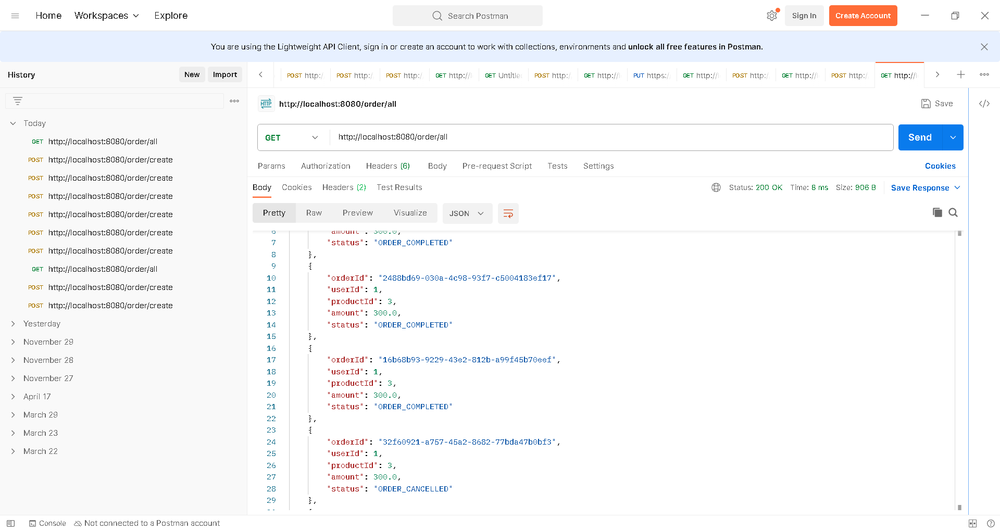 Home Workspaces Explore Search Postman Sign In Create Account
You are using the Lightweight API Client, sign in or create an account to work with collections, environments and unlock all free features in Postman.
History New Import
POST http:/ POST http:/ POST http:/ GET http://l GET Untitle POST http:/ GET http://l PUT https:/ GET http://l POST http:/ GET http://l POST http:/ GET http://l
HTTP http://localhost:8080/order/all Save
Today
GET http://localhost:8080/order/all
POST http://localhost:8080/order/create
POST http://localhost:8080/order/create
POST http://localhost:8080/order/create
POST http://localhost:8080/order/create
POST http://localhost:8080/order/create
POST http://localhost:8080/order/create
GET http://localhost:8080/order/all
POST http://localhost:8080/order/create
POST http://localhost:8080/order/create
Yesterday
November 29
November 28
November 27
April 17
March 29
March 23
March 22
GET http://localhost:8080/order/all Send
Params Authorization Headers (6) Body Pre-request Script Tests Settings Cookies
Body Cookies Headers (2) Test Results Status: 200 OK Time: 8 ms Size: 906 B Save Response
Pretty Raw Preview Visualize JSON
6 "amount": 300.0,
7 "status": "ORDER_COMPLETED"
8 },
9 {
10 "orderId": "2488bd69-030a-4c98-93f7-c5004183ef17",
11 "userId": 1,
12 "productId": 3,
13 "amount": 300.0,
14 "status": "ORDER_COMPLETED"
15 },
16 {
17 "orderId": "16b68b93-9229-43e2-812b-a99f45b70eef",
18 "userId": 1,
19 "productId": 3,
20 "amount": 300.0,
21 "status": "ORDER_COMPLETED"
22 },
23 {
24 "orderId": "32f60921-a757-45a2-8682-77bda47b0bf3",
25 "userId": 1,
26 "productId": 3,
27 "amount": 300.0,
28 "status": "ORDER_CANCELLED"
29 },
Console Not connected to a Postman account